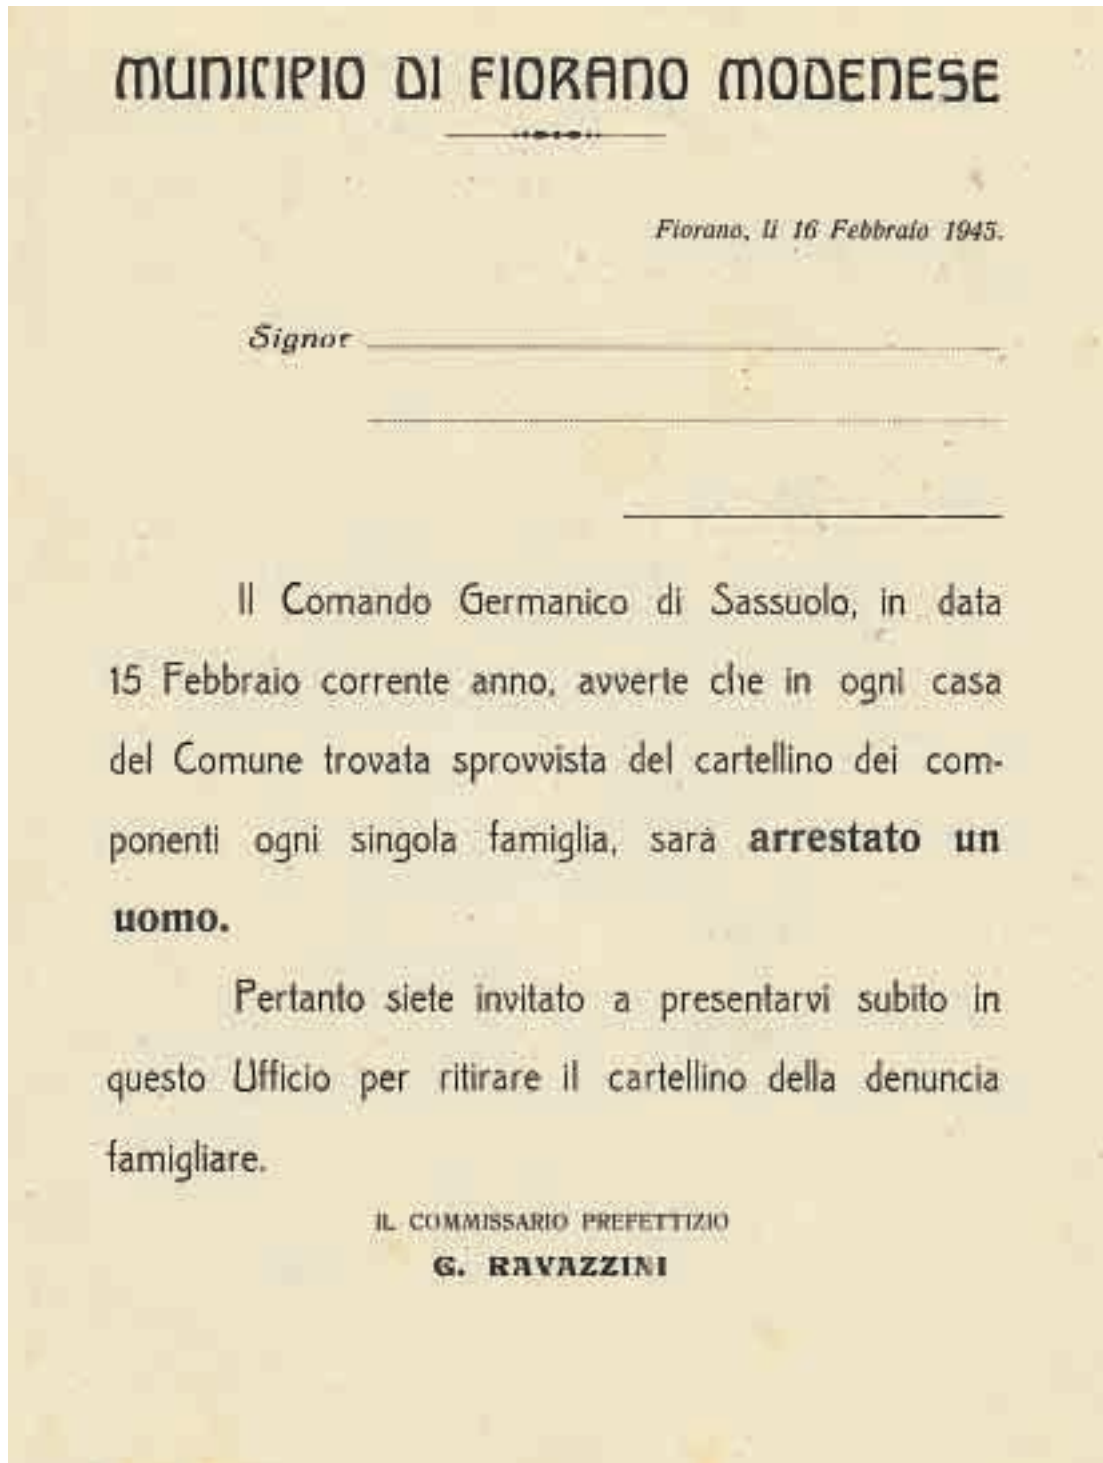 MUNICIPIO DI FIORANO MODENESE
Fiorano, li 16 Febbraio 1945.
Signor
Il Comando Germanico di Sassuolo, in data
15 Febbraio corrente anno, avverte che in ogni casa
del Comune trovata sprovvista del cartellino dei com-
ponenti ogni singola famiglia, sarà arrestato un
uomo.
Pertanto siete invitato a presentarvi subito in
questo Ufficio per ritirare il cartellino della denuncia
famigliare.
IL COMMISSARIO PREFETTIZIO
G. RAVAZZINI